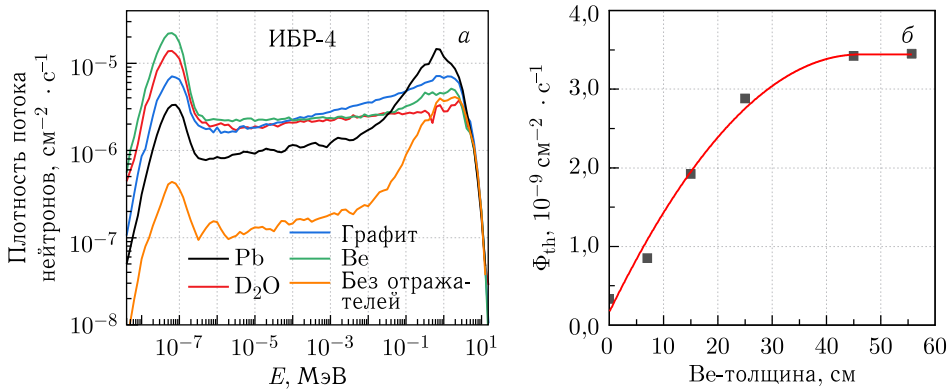 Плотность потока
нейтронов, см⁻² · с⁻¹
10⁻⁵
10⁻⁶
10⁻⁷
10⁻⁸
ИБР-4
а
Pb
D₂O
Графит
Be
Без отража-
телей
10⁻⁷
10⁻⁵
10⁻³
10⁻¹
10¹
E, МэВ
Φth, 10⁻⁹ см⁻² · с⁻¹
4,0
3,0
2,0
1,0
0,0
б
0
10
20
30
40
50
60
Be-толщина, см